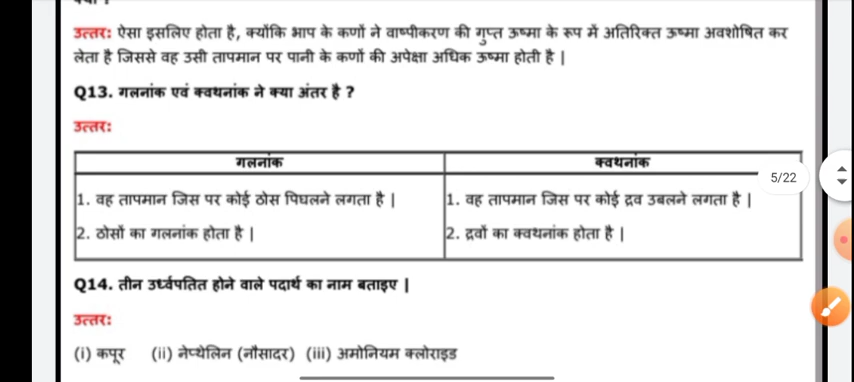 उत्तर: ऐसा इसलिए होता है, क्योंकि भाप के कणों ने वाष्पीकरण की गुप्त ऊष्मा के रूप में अतिरिक्त ऊष्मा अवशोषित कर
लेता है जिससे वह उसी तापमान पर पानी के कणों की अपेक्षा अधिक ऊष्मा होती है |
Q13. गलनांक एवं क्वथनांक ने क्या अंतर है ?
उत्तर:
गलनांक क्वथनांक
5/22
1. वह तापमान जिस पर कोई ठोस पिघलने लगता है | 1. वह तापमान जिस पर कोई द्रव उबलने लगता है |
2. ठोसों का गलनांक होता है | 2. द्रवों का क्वथनांक होता है |
Q14. तीन उर्ध्वपतित होने वाले पदार्थ का नाम बताइए |
उत्तर:
(i) कपूर (ii) नेप्थेलिन (नौसादर) (iii) अमोनियम क्लोराइड